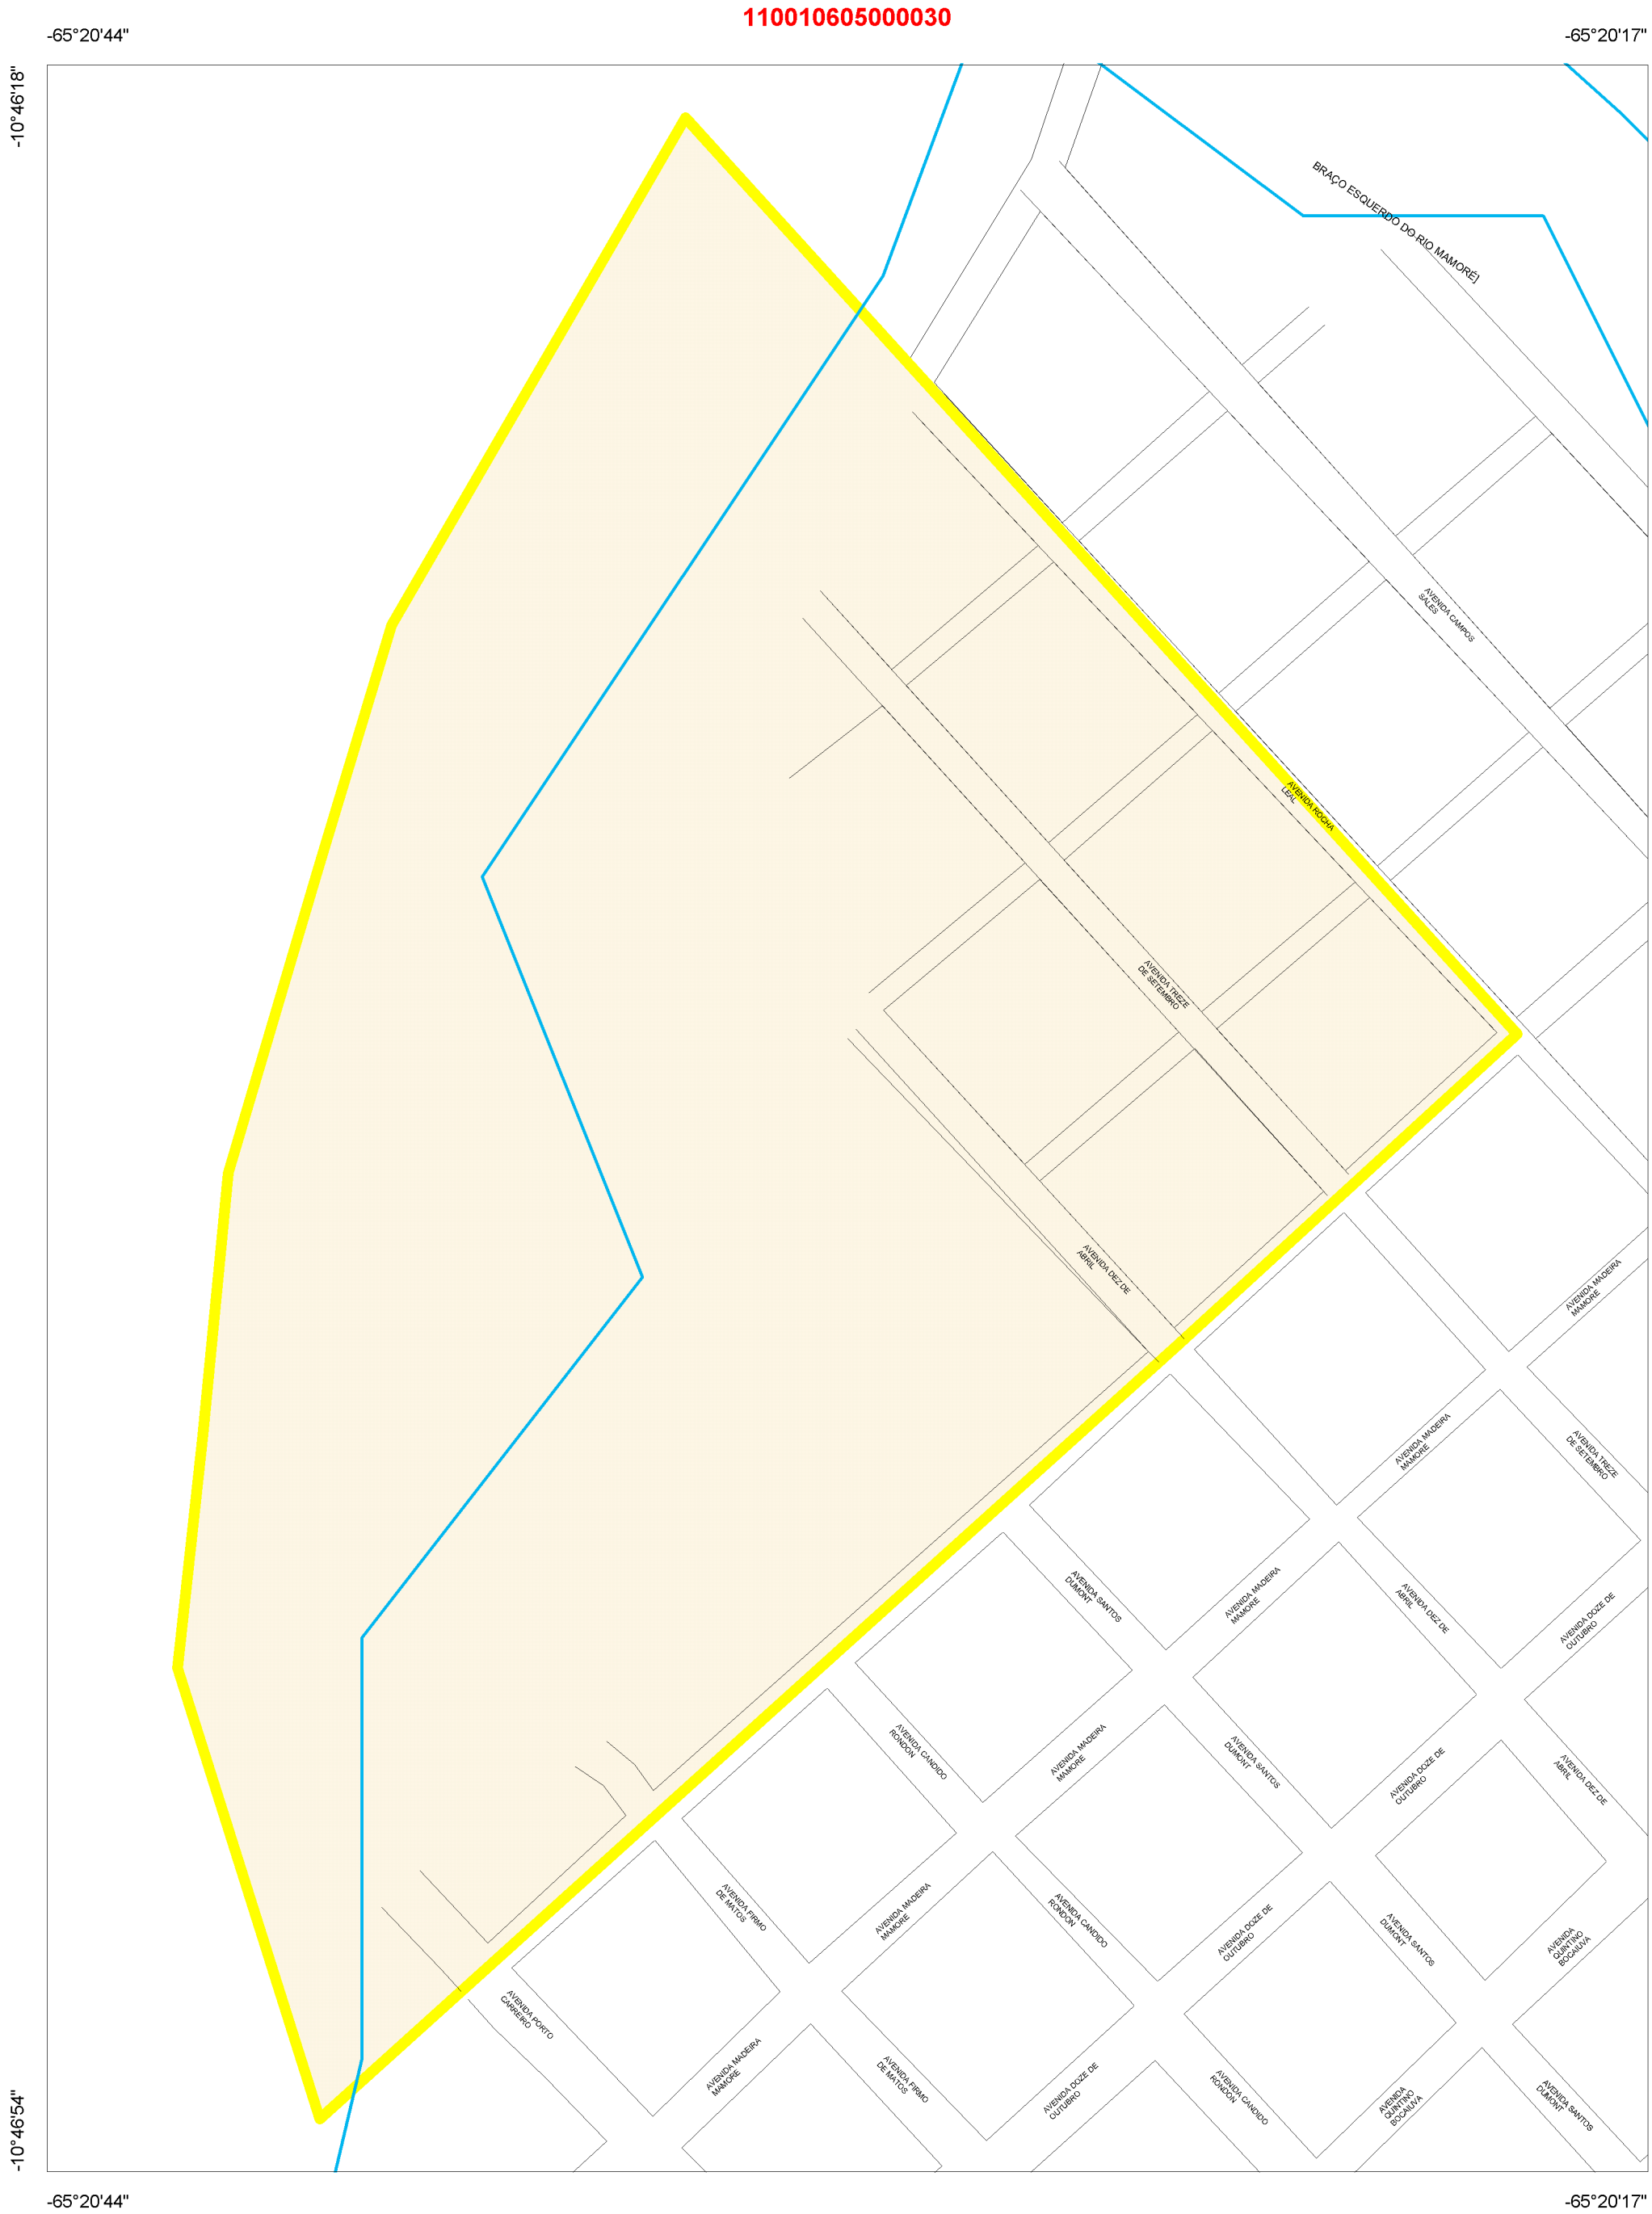 110010605000030
-65°20'44"
-65°20'17"
-10°46'18"
BRAÇO ESQUERDO DO RIO MAMORÉ]
AVENIDA CAMPOS
SALES
AVENIDA ROCHA
LEAL
AVENIDA TREZE
DE SETEMBRO
AVENIDA DEZ DE
ABRIL
AVENIDA MADEIRA
MAMORE
AVENIDA MADEIRA
MAMORE
AVENIDA TREZE
DE SETEMBRO
AVENIDA SANTOS
DUMONT
AVENIDA MADEIRA
MAMORE
AVENIDA DEZ DE
ABRIL
AVENIDA DOZE DE
OUTUBRO
AVENIDA CANDIDO
RONDON
AVENIDA MADEIRA
MAMORE
AVENIDA SANTOS
DUMONT
AVENIDA DOZE DE
OUTUBRO
AVENIDA DEZ DE
ABRIL
AVENIDA FIRMO
DE MATOS
AVENIDA MADEIRA
MAMORE
AVENIDA CANDIDO
RONDON
AVENIDA DOZE DE
OUTUBRO
AVENIDA SANTOS
DUMONT
AVENIDA
QUINTINO
BOCAIUVA
AVENIDA PORTO
CARREIRO
AVENIDA MADEIRA
MAMORE
AVENIDA FIRMO
DE MATOS
AVENIDA DOZE DE
OUTUBRO
AVENIDA CANDIDO
RONDON
AVENIDA
QUINTINO
BOCAIUVA
AVENIDA SANTOS
DUMONT
-10°46'54"
-65°20'44"
-65°20'17"